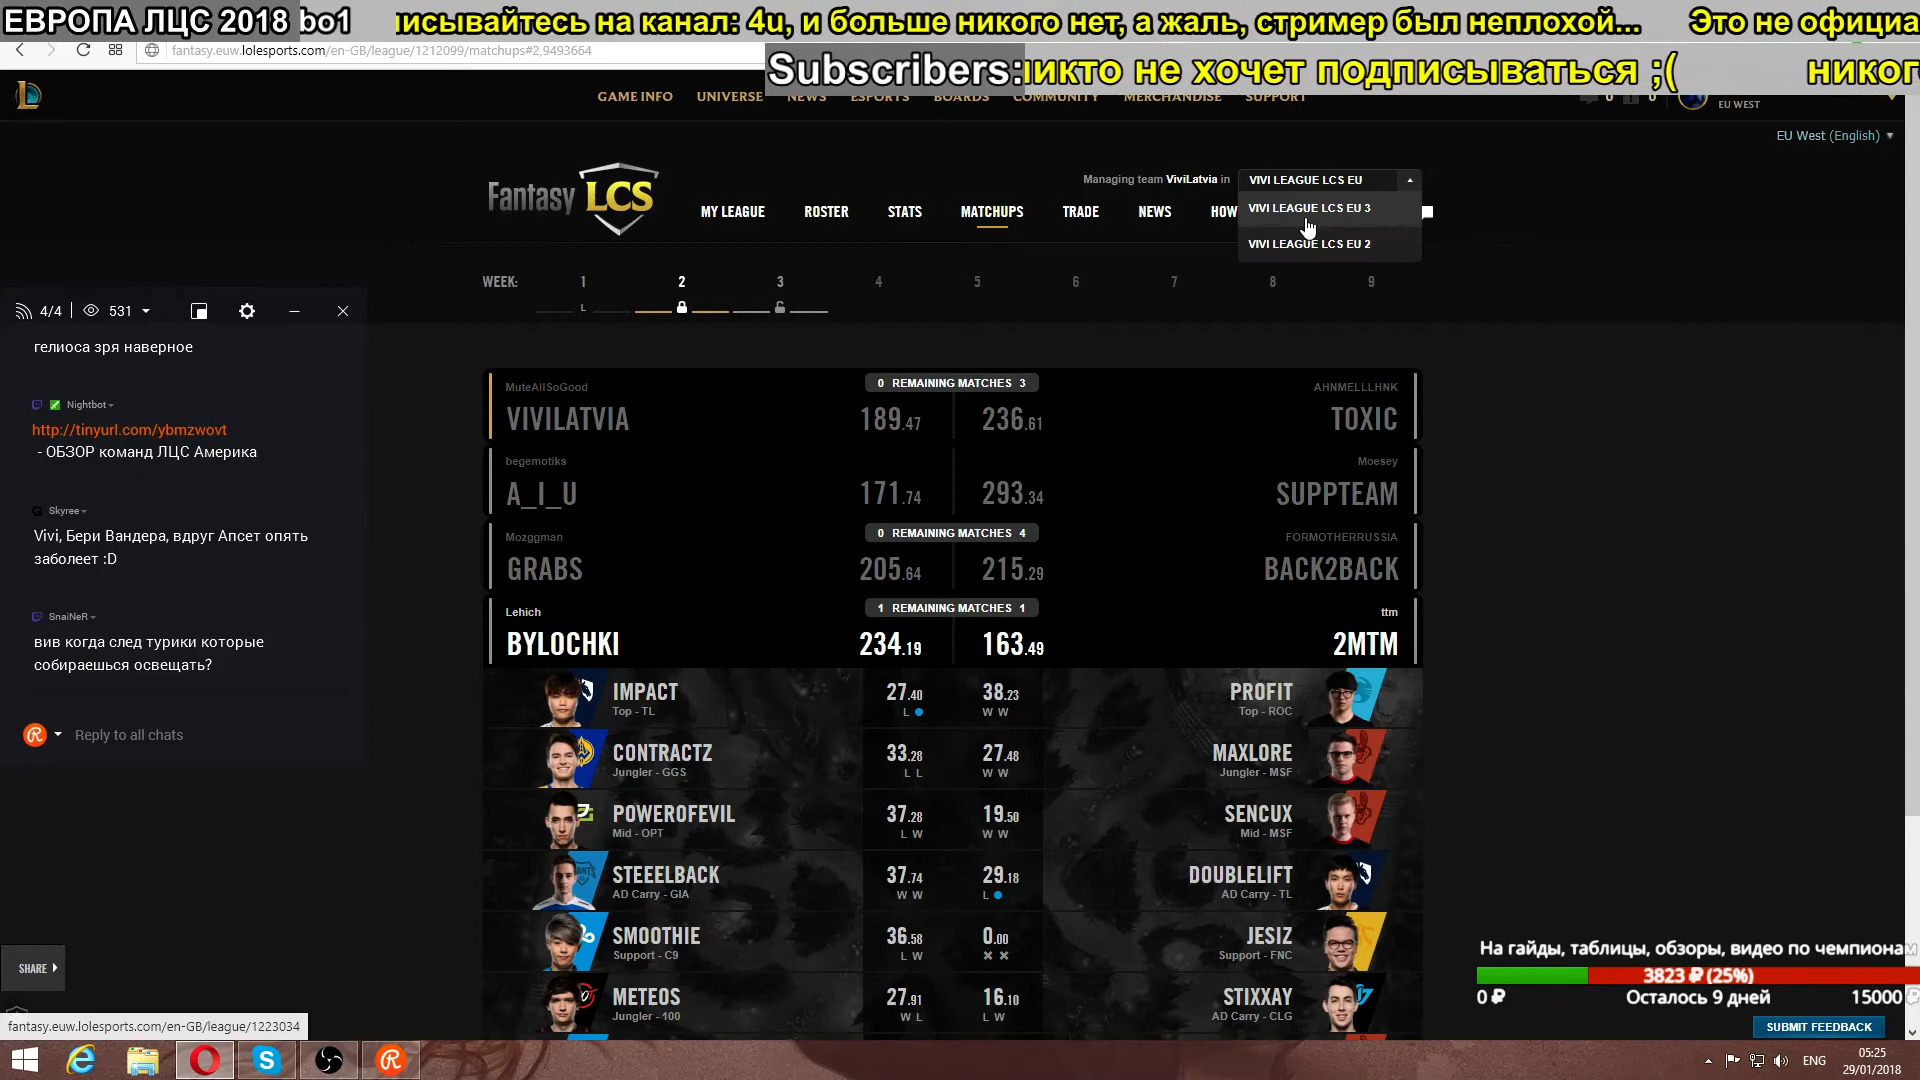 ЕВРОПА ЛЦС 2018 bo1
писывайтесь на канал: 4u, и больше никого нет, а жаль, стример был неплохой... Это не официа
fantasy.euw.lolesports.com/en-GB/league/1212099/matchups#2,9493664
Subscribers: никто не хочет подписываться ;( никог
GAME INFO UNIVERSE NEWS ESPORTS BOARDS COMMUNITY MERCHANDISE SUPPORT 0 0 EU WEST
EU West (English)
Managing team ViviLatvia in VIVI LEAGUE LCS EU
Fantasy LCS
MY LEAGUE ROSTER STATS MATCHUPS TRADE NEWS HOW
VIVI LEAGUE LCS EU 3
VIVI LEAGUE LCS EU 2
WEEK: 1 2 3 4 5 6 7 8 9
L
4/4 531
гелиоса зря наверное
Nightbot
http://tinyurl.com/ybmzwovt
- ОБЗОР команд ЛЦС Америка
Skyree
Vivi, Бери Вандера, вдруг Апсет опять
заболеет :D
SnaiNeR
вив когда след турики которые
собираешься освещать?
Reply to all chats
MuteAllSoGood 0 REMAINING MATCHES 3 AHNMELLLHNK
VIVILATVIA 189.47 236.61 TOXIC
begemotiks Moesey
A_I_U 171.74 293.34 SUPPTEAM
Mozggman 0 REMAINING MATCHES 4 FORMOTHERRUSSIA
GRABS 205.64 215.29 BACK2BACK
Lehich 1 REMAINING MATCHES 1 ttm
BYLOCHKI 234.19 163.49 2MTM
IMPACT 27.40 38.23 PROFIT
Top - TL L W W Top - ROC
CONTRACTZ 33.28 27.48 MAXLORE
Jungler - GGS L L W W Jungler - MSF
POWEROFEVIL 37.28 19.50 SENCUX
Mid - OPT L W W W Mid - MSF
STEEELBACK 37.74 29.18 DOUBLELIFT
AD Carry - GIA W W L AD Carry - TL
SMOOTHIE 36.58 0.00 JESIZ
Support - C9 L W Support - FNC
METEOS 27.91 16.10 STIXXAY
Jungler - 100 W L L W AD Carry - CLG
SHARE
На гайды, таблицы, обзоры, видео по чемпионам
3823 ₽ (25%)
0 ₽ Осталось 9 дней 15000 ₽
SUBMIT FEEDBACK
fantasy.euw.lolesports.com/en-GB/league/1223034
ENG 05:25
29/01/2018